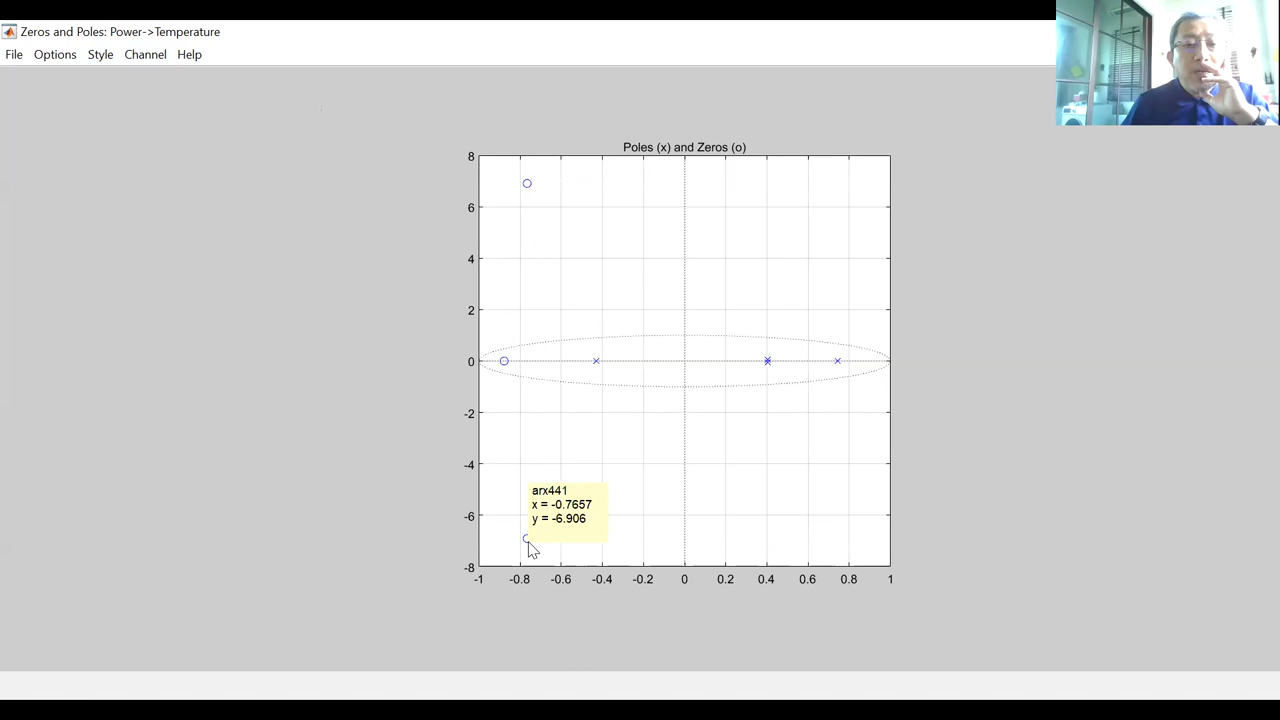 Zeros and Poles: Power->Temperature
File Options Style Channel Help
Poles (x) and Zeros (o)
8
6
4
2
0
-2
-4
arx441
x = -0.7657
-6
y = -6.906
-8
-1 -0.8 -0.6 -0.4 -0.2 0 0.2 0.4 0.6 0.8 1